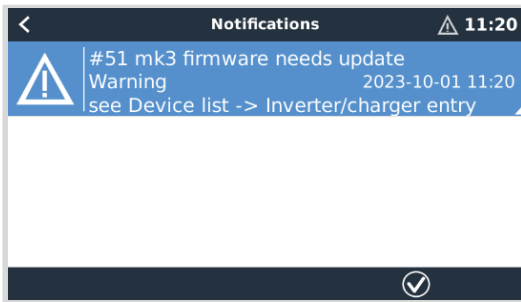 Notifications
11:20
#51 mk3 firmware needs update
Warning
2023-10-01 11:20
see Device list -> Inverter/charger entry